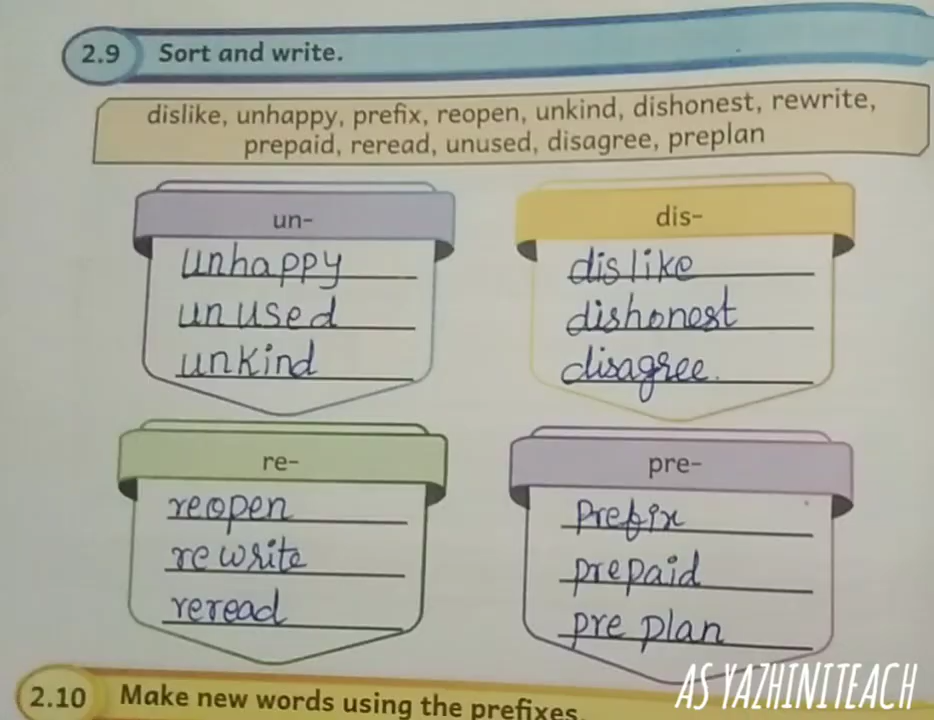 2.9 Sort and write.
dislike, unhappy, prefix, reopen, unkind, dishonest, rewrite,
prepaid, reread, unused, disagree, preplan
un-
unhappy
unused
unkind
dis-
dislike
dishonest
disagree.
re-
reopen
rewrite
reread
pre-
Prefix
prepaid
pre plan
2.10 Make new words using the prefixes.
AS YAZHINITEACH